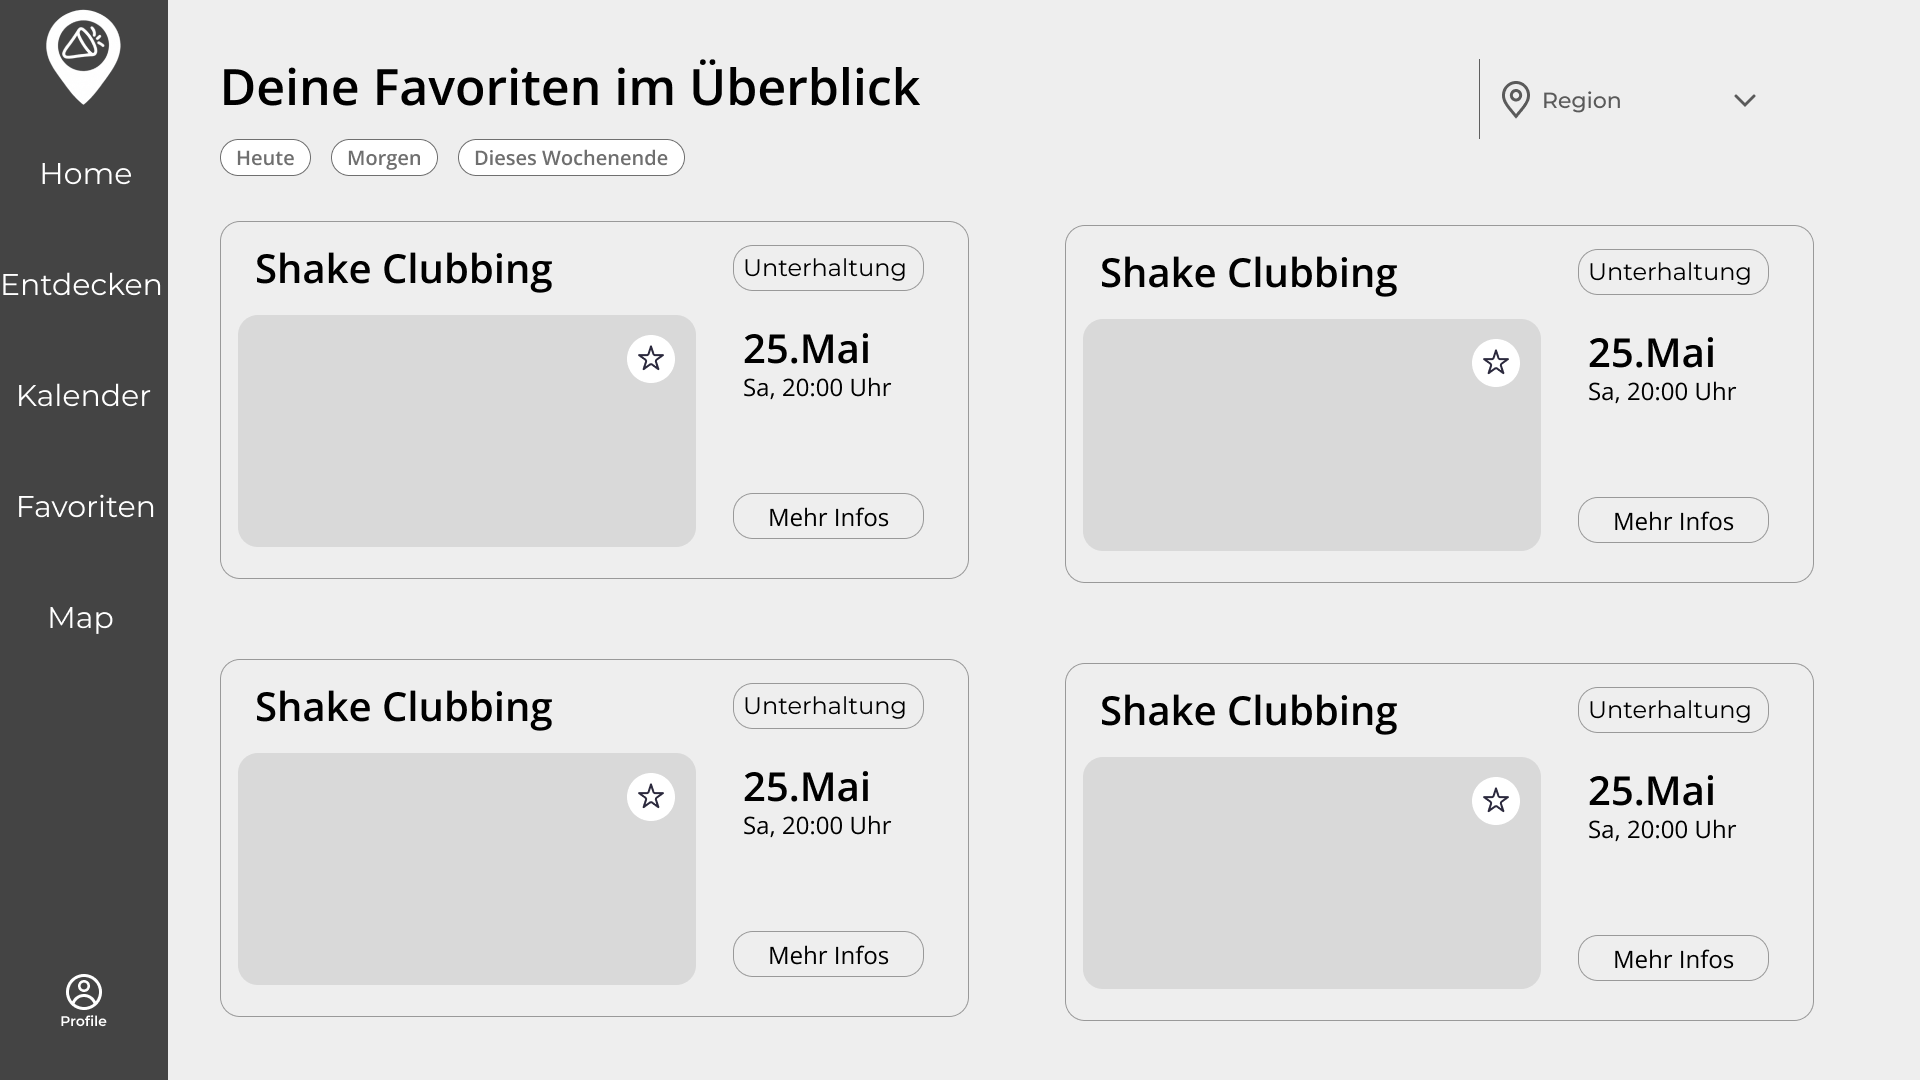 Home
Entdecken
Kalender
Favoriten
Map
Profile
Deine Favoriten im Überblick
Region
Heute
Morgen
Dieses Wochenende
Shake Clubbing
Unterhaltung
25.Mai
Sa, 20:00 Uhr
Mehr Infos
Shake Clubbing
Unterhaltung
25.Mai
Sa, 20:00 Uhr
Mehr Infos
Shake Clubbing
Unterhaltung
25.Mai
Sa, 20:00 Uhr
Mehr Infos
Shake Clubbing
Unterhaltung
25.Mai
Sa, 20:00 Uhr
Mehr Infos